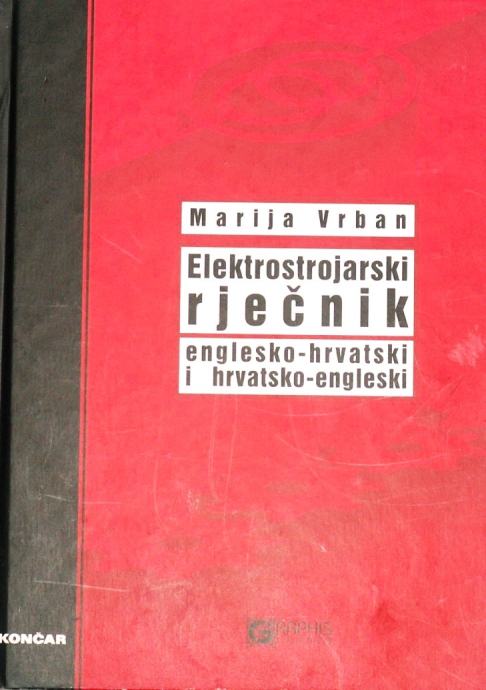 Marija Vrban
Elektrostrojarski
rječnik
englesko-hrvatski
i hrvatsko-engleski
GRAPHIS
KONČAR